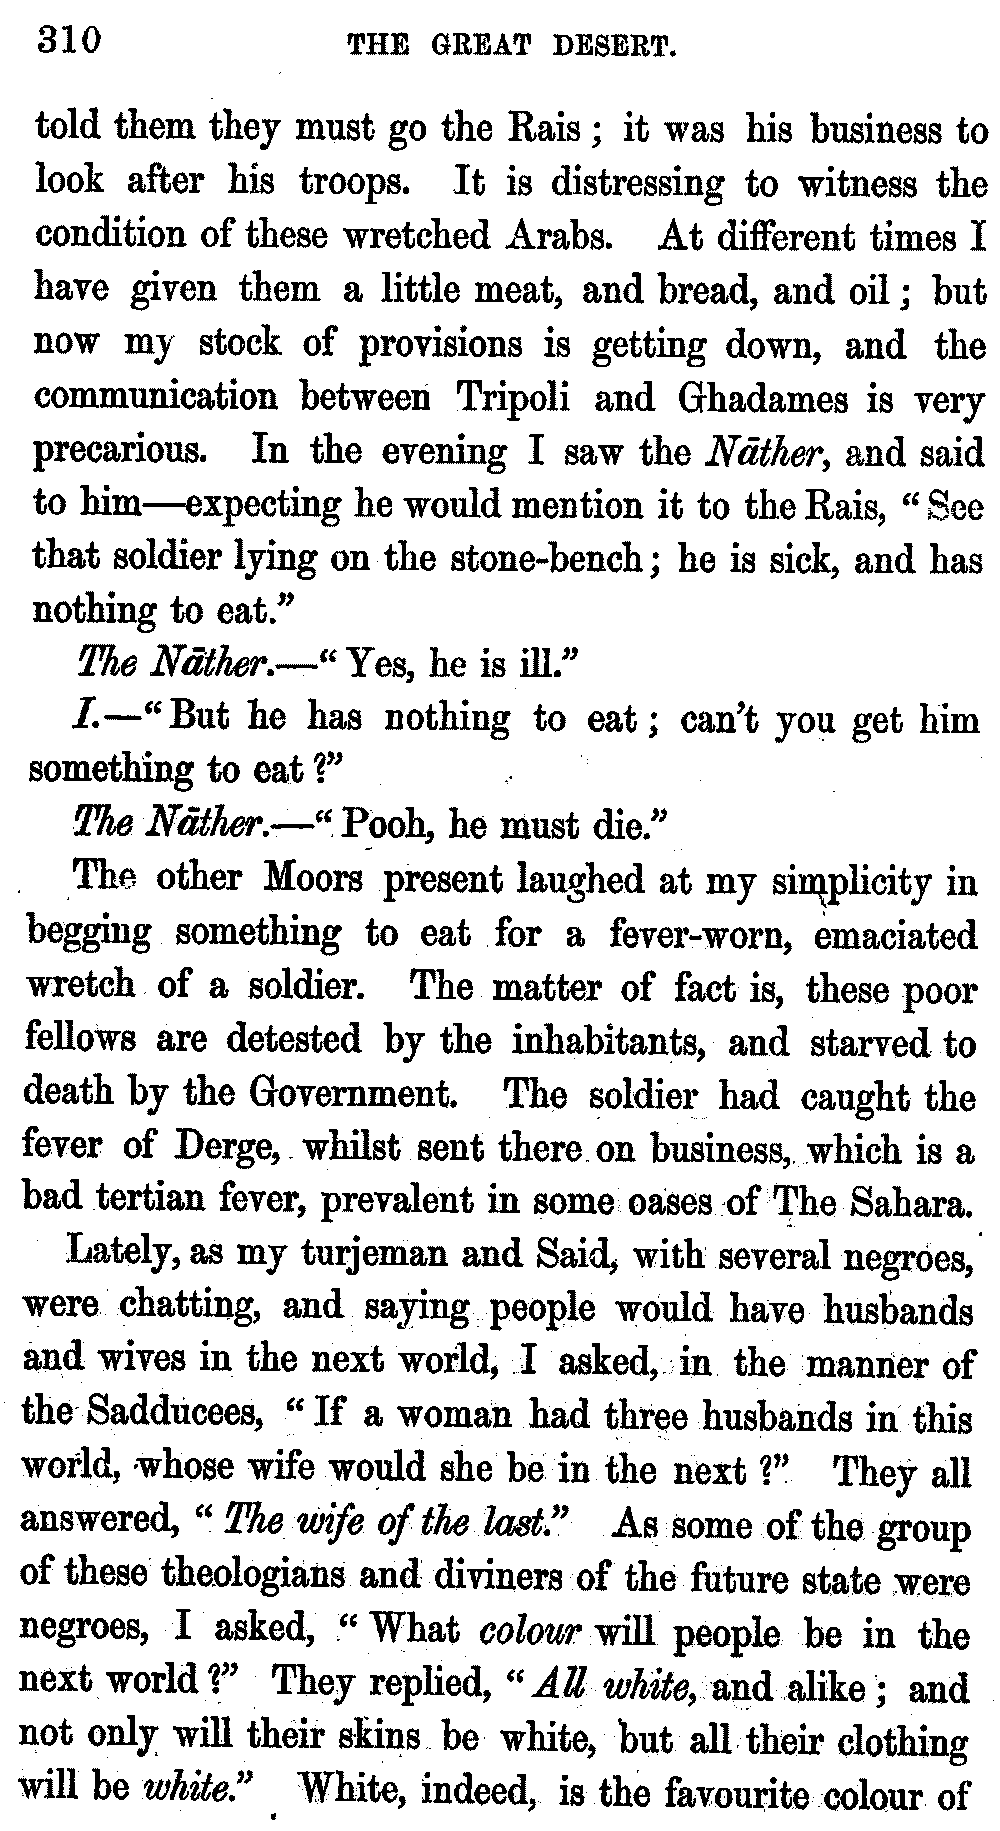 310 THE GREAT DESERT.
told them they must go the Rais; it was his business to
look after his troops. It is distressing to witness the
condition of these wretched Arabs. At different times I
have given them a little meat, and bread, and oil; but
now my stock of provisions is getting down, and the
communication between Tripoli and Ghadames is very
precarious. In the evening I saw the Nāther, and said
to him—expecting he would mention it to the Rais, "See
that soldier lying on the stone-bench; he is sick, and has
nothing to eat."
The Nāther.—"Yes, he is ill."
I.—"But he has nothing to eat; can't you get him
something to eat?"
The Nāther.—"Pooh, he must die."
The other Moors present laughed at my simplicity in
begging something to eat for a fever-worn, emaciated
wretch of a soldier. The matter of fact is, these poor
fellows are detested by the inhabitants, and starved to
death by the Government. The soldier had caught the
fever of Derge, whilst sent there on business, which is a
bad tertian fever, prevalent in some oases of The Sahara.
Lately, as my turjeman and Said, with several negroes,
were chatting, and saying people would have husbands
and wives in the next world, I asked, in the manner of
the Sadducees, "If a woman had three husbands in this
world, whose wife would she be in the next?" They all
answered, "The wife of the last." As some of the group
of these theologians and diviners of the future state were
negroes, I asked, "What colour will people be in the
next world?" They replied, "All white, and alike; and
not only will their skins be white, but all their clothing
will be white." White, indeed, is the favourite colour of